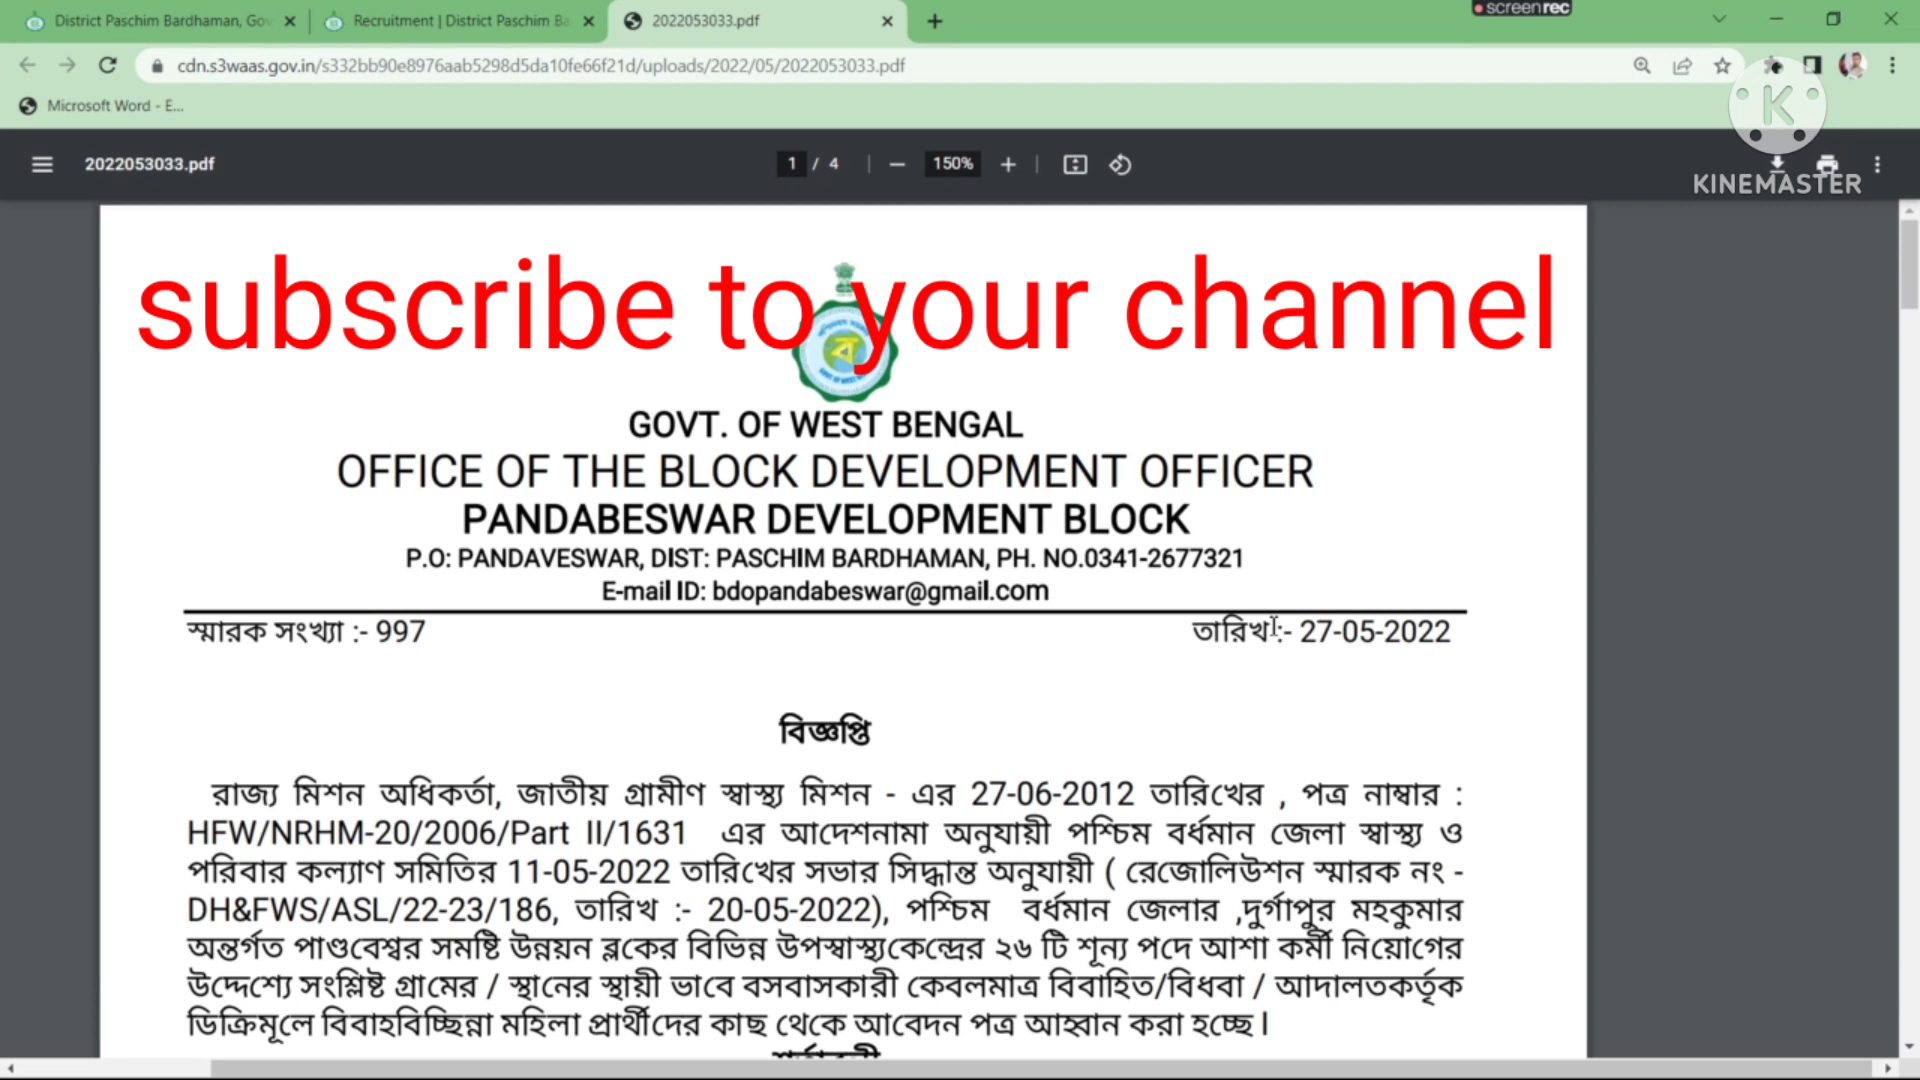 District Paschim Bardhaman, Gov
Recruitment | District Paschim Ba
2022053033.pdf
screenrec
cdn.s3waas.gov.in/s332bb90e8976aab5298d5da10fe66f21d/uploads/2022/05/2022053033.pdf
Microsoft Word - E...
K
2022053033.pdf
1 / 4
150%
KINEMASTER
subscribe to your channel
GOVT. OF WEST BENGAL
OFFICE OF THE BLOCK DEVELOPMENT OFFICER
PANDABESWAR DEVELOPMENT BLOCK
P.O: PANDAVESWAR, DIST: PASCHIM BARDHAMAN, PH. NO.0341-2677321
E-mail ID: bdopandabeswar@gmail.com
স্মারক সংখ্যা :- 997
তারিখ:- 27-05-2022
বিজ্ঞপ্তি
রাজ্য মিশন অধিকর্তা, জাতীয় গ্রামীণ স্বাস্থ্য মিশন - এর 27-06-2012 তারিখের , পত্র নাম্বার :
HFW/NRHM-20/2006/Part II/1631 এর আদেশনামা অনুযায়ী পশ্চিম বর্ধমান জেলা স্বাস্থ্য ও
পরিবার কল্যাণ সমিতির 11-05-2022 তারিখের সভার সিদ্ধান্ত অনুযায়ী ( রেজোলিউশন স্মারক নং -
DH&FWS/ASL/22-23/186, তারিখ :- 20-05-2022), পশ্চিম বর্ধমান জেলার ,দুর্গাপুর মহকুমার
অন্তর্গত পাণ্ডবেশ্বর সমষ্টি উন্নয়ন ব্লকের বিভিন্ন উপস্বাস্থ্যকেন্দ্রের ২৬ টি শূন্য পদে আশা কর্মী নিয়োগের
উদ্দেশ্যে সংশ্লিষ্ট গ্রামের / স্থানের স্থায়ী ভাবে বসবাসকারী কেবলমাত্র বিবাহিত/বিধবা / আদালতকর্তৃক
ডিক্রিমূলে বিবাহবিচ্ছিন্না মহিলা প্রার্থীদের কাছ থেকে আবেদন পত্র আহ্বান করা হচ্ছে l